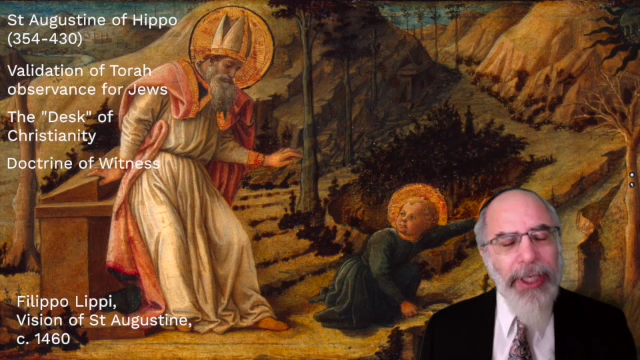 St Augustine of Hippo
(354-430)
Validation of Torah
observance for Jews
The "Desk" of
Christianity
Doctrine of Witness
Filippo Lippi,
Vision of St Augustine,
c. 1460